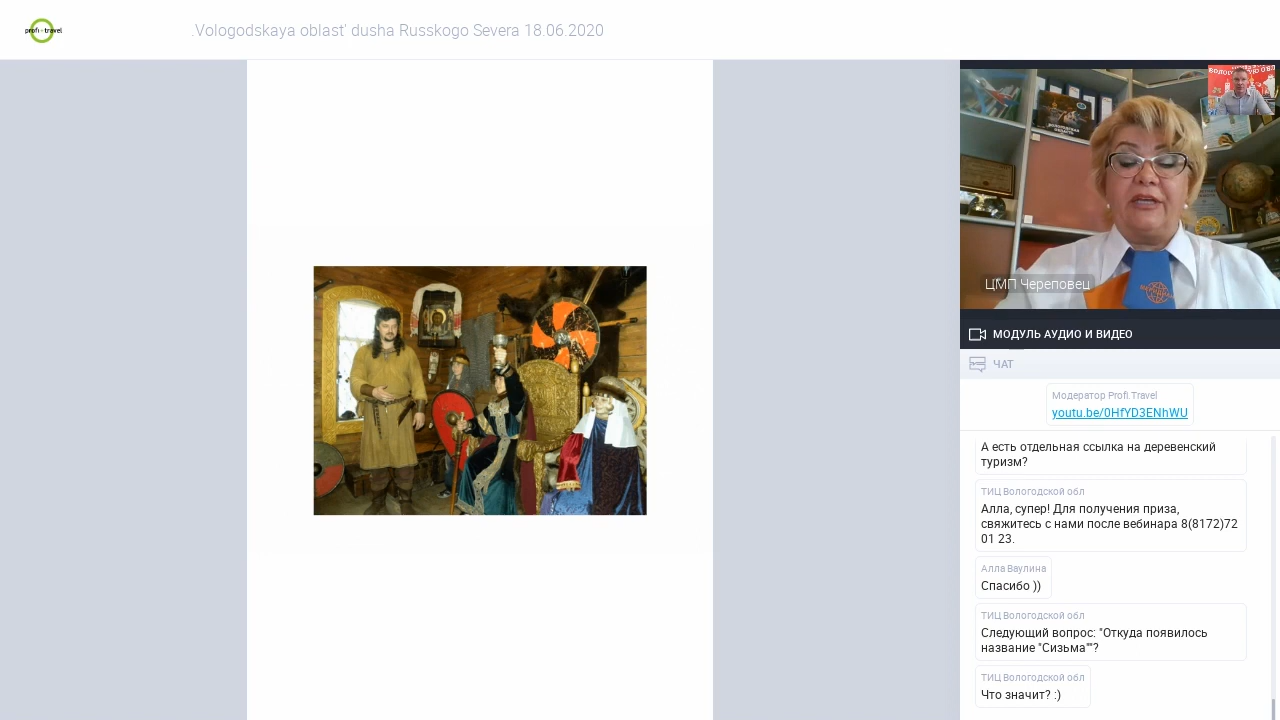 profi travel
.Vologodskaya oblast' dusha Russkogo Severa 18.06.2020
ЦМП Череповец
МОДУЛЬ АУДИО И ВИДЕО
ЧАТ
Модератор Profi.Travel
youtu.be/0HfYD3ENhWU
А есть отдельная ссылка на деревенский
туризм?
ТИЦ Вологодской обл
Алла, супер! Для получения приза,
свяжитесь с нами после вебинара 8(8172)72
01 23.
Алла Ваулина
Спасибо ))
ТИЦ Вологодской обл
Следующий вопрос: "Откуда появилось
название "Сизьма""?
ТИЦ Вологодской обл
Что значит? :)